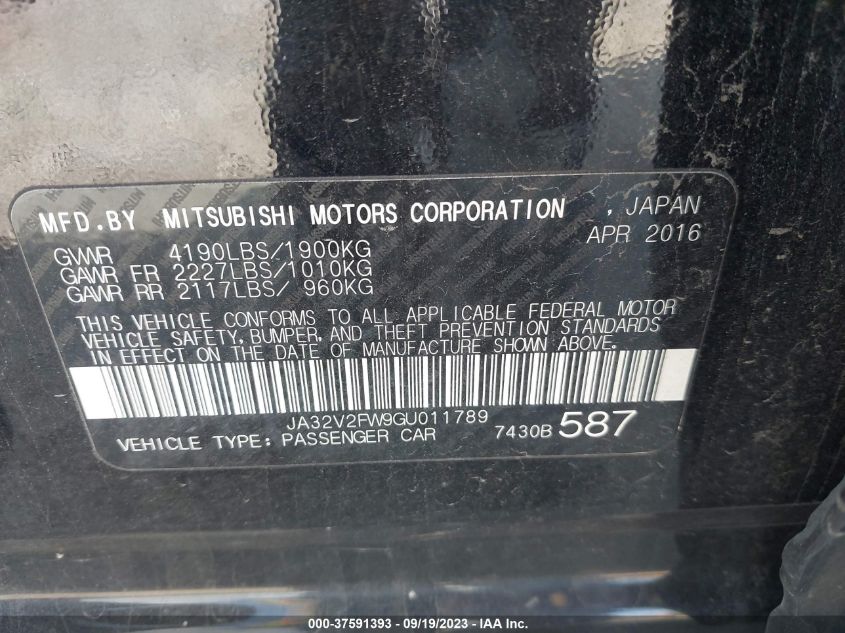 MFD.BY MITSUBISHI MOTORS CORPORATION , JAPAN
APR 2016
GVWR 4190LBS/1900KG
GAWR FR 2227LBS/1010KG
GAWR RR 2117LBS/ 960KG
THIS VEHICLE CONFORMS TO ALL APPLICABLE FEDERAL MOTOR
VEHICLE SAFETY, BUMPER, AND THEFT PREVENTION STANDARDS
IN EFFECT ON THE DATE OF MANUFACTURE SHOWN ABOVE.
JA32V2FW9GU011789
VEHICLE TYPE: PASSENGER CAR 7430B 587
000-37591393 - 09/19/2023 - IAA Inc.